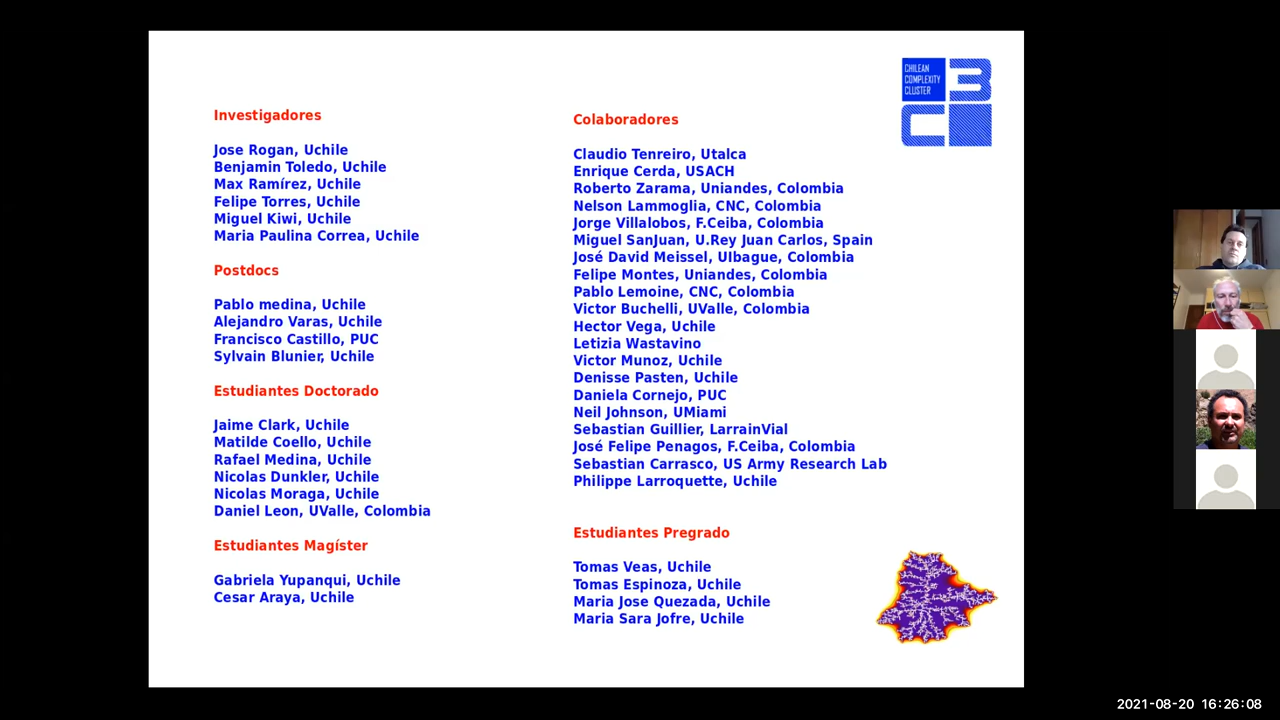 Investigadores
Jose Rogan, Uchile
Benjamin Toledo, Uchile
Max Ramírez, Uchile
Felipe Torres, Uchile
Miguel Kiwi, Uchile
Maria Paulina Correa, Uchile
Postdocs
Pablo medina, Uchile
Alejandro Varas, Uchile
Francisco Castillo, PUC
Sylvain Blunier, Uchile
Estudiantes Doctorado
Jaime Clark, Uchile
Matilde Coello, Uchile
Rafael Medina, Uchile
Nicolas Dunkler, Uchile
Nicolas Moraga, Uchile
Daniel Leon, UValle, Colombia
Estudiantes Magíster
Gabriela Yupanqui, Uchile
Cesar Araya, Uchile
Colaboradores
Claudio Tenreiro, Utalca
Enrique Cerda, USACH
Roberto Zarama, Uniandes, Colombia
Nelson Lammoglia, CNC, Colombia
Jorge Villalobos, F.Ceiba, Colombia
Miguel SanJuan, U.Rey Juan Carlos, Spain
José David Meissel, UIbague, Colombia
Felipe Montes, Uniandes, Colombia
Pablo Lemoine, CNC, Colombia
Victor Buchelli, UValle, Colombia
Hector Vega, Uchile
Letizia Wastavino
Victor Munoz, Uchile
Denisse Pasten, Uchile
Daniela Cornejo, PUC
Neil Johnson, UMiami
Sebastian Guillier, LarrainVial
José Felipe Penagos, F.Ceiba, Colombia
Sebastian Carrasco, US Army Research Lab
Philippe Larroquette, Uchile
Estudiantes Pregrado
Tomas Veas, Uchile
Tomas Espinoza, Uchile
Maria Jose Quezada, Uchile
Maria Sara Jofre, Uchile
CHILEAN
COMPLEXITY
CLUSTER
3
C
2021-08-20 16:26:08